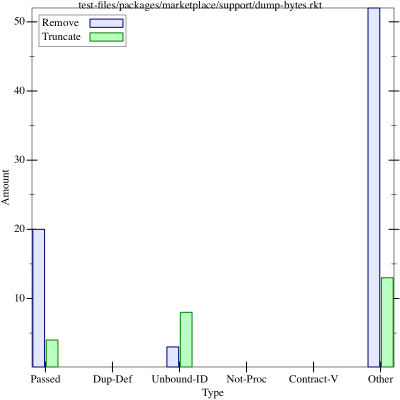 test-files/packages/marketplace/support/dump-bytes.rkt
Remove
Truncate
50
40
30
20
10
Amount
Passed Dup-Def Unbound-ID Not-Proc Contract-V Other
Type